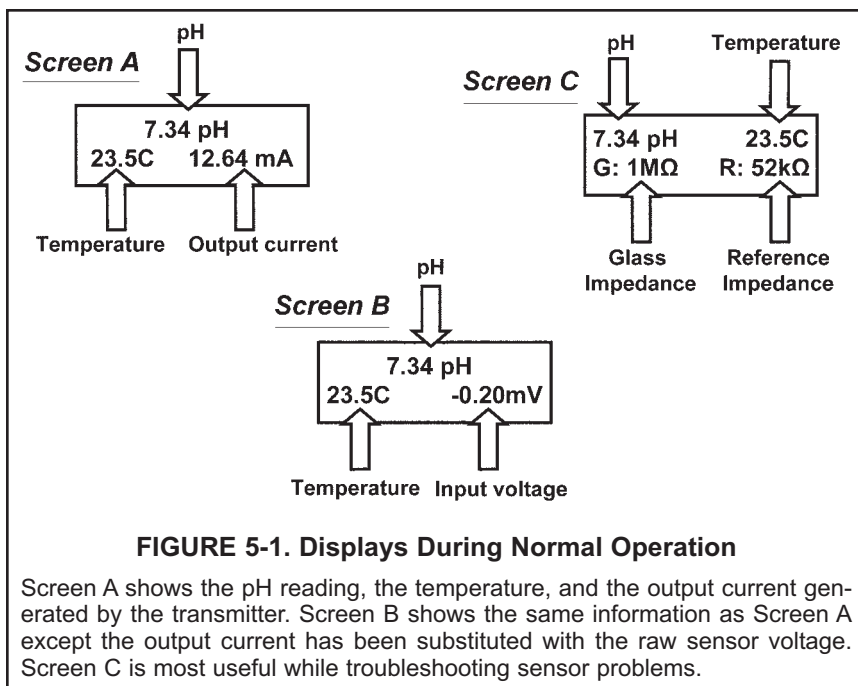 pH
Screen A
7.34 pH
23.5C 12.64 mA
Temperature Output current
pH Temperature
Screen C
7.34 pH 23.5C
G: 1MΩ R: 52kΩ
Glass Reference
Impedance Impedance
pH
Screen B
7.34 pH
23.5C -0.20mV
Temperature Input voltage
FIGURE 5-1. Displays During Normal Operation
Screen A shows the pH reading, the temperature, and the output current gen-
erated by the transmitter. Screen B shows the same information as Screen A
except the output current has been substituted with the raw sensor voltage.
Screen C is most useful while troubleshooting sensor problems.